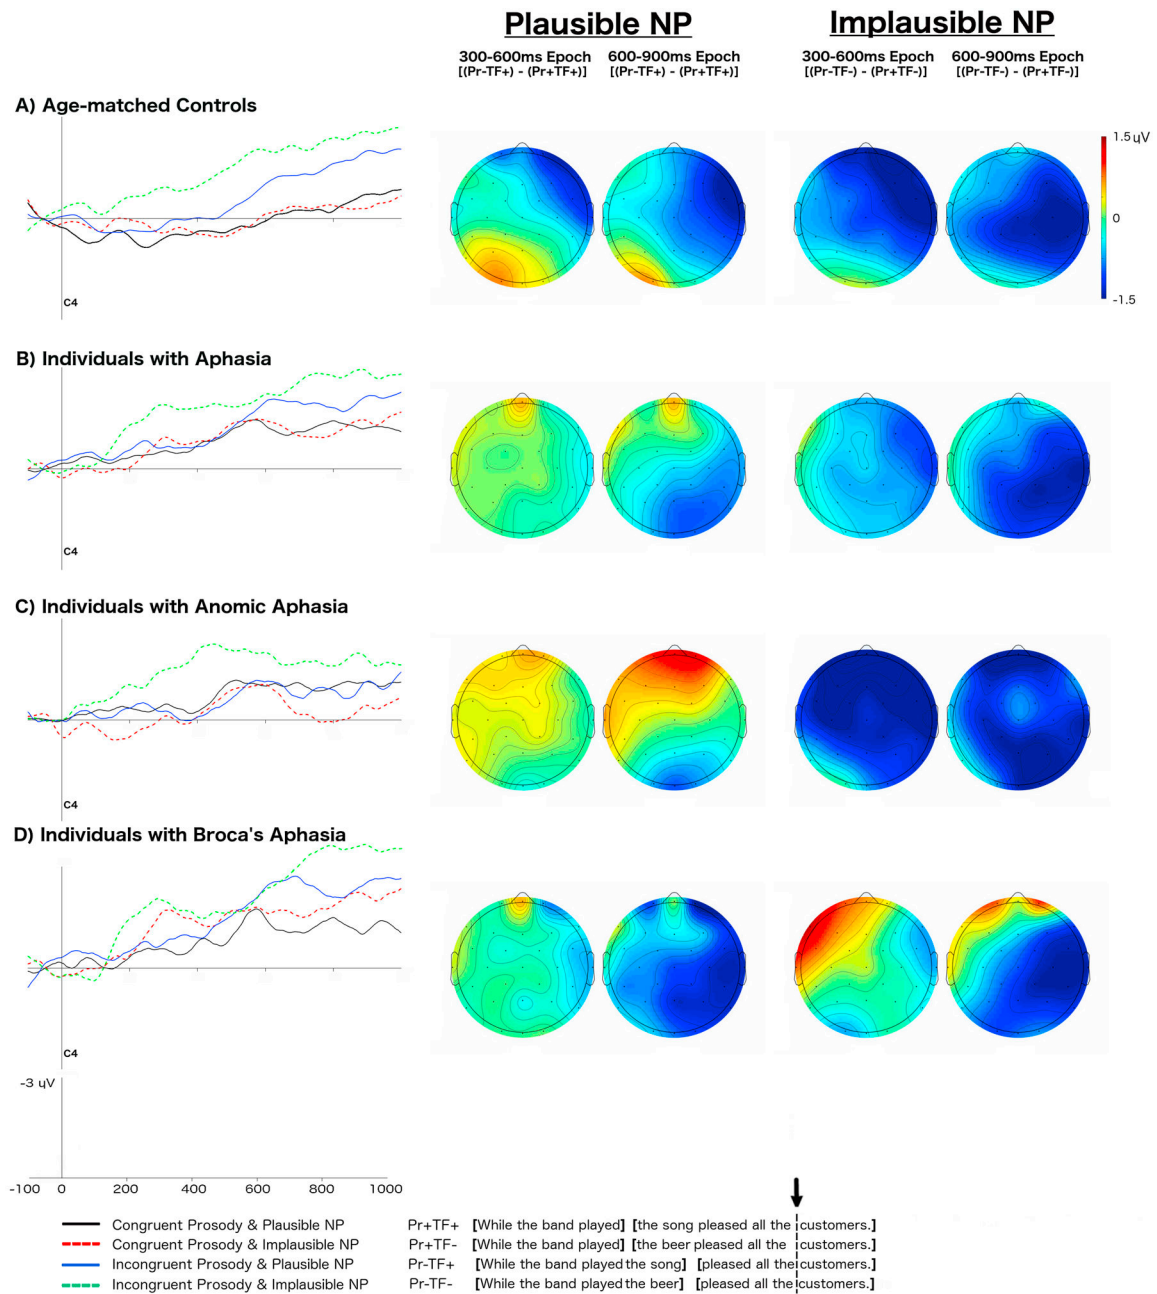 Plausible NP
Implausible NP
300-600ms Epoch
[(Pr-TF+) - (Pr+TF+)]
600-900ms Epoch
[(Pr-TF+) - (Pr+TF+)]
300-600ms Epoch
[(Pr-TF-) - (Pr+TF-)]
600-900ms Epoch
[(Pr-TF-) - (Pr+TF-)]
A) Age-matched Controls
C4
1.5 ųV
0
-1.5
B) Individuals with Aphasia
C4
C) Individuals with Anomic Aphasia
C4
D) Individuals with Broca's Aphasia
C4
-3 ųV
-100 0 200 400 600 800 1000
Congruent Prosody & Plausible NP Pr+TF+ [While the band played] [the song pleased all the customers.]
Congruent Prosody & Implausible NP Pr+TF- [While the band played] [the beer pleased all the customers.]
Incongruent Prosody & Plausible NP Pr-TF+ [While the band played the song] [pleased all the customers.]
Incongruent Prosody & Implausible NP Pr-TF- [While the band played the beer] [pleased all the customers.]